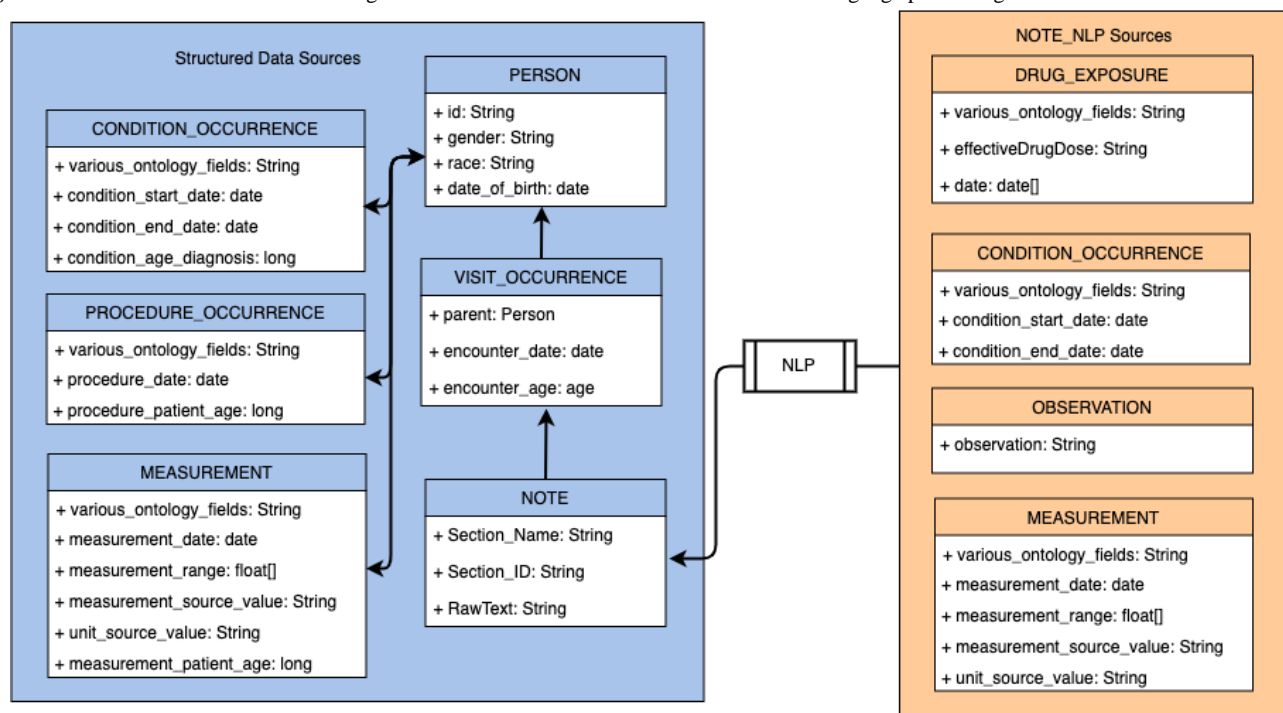 Structured Data Sources
CONDITION_OCCURRENCE
+ various_ontology_fields: String
+ condition_start_date: date
+ condition_end_date: date
+ condition_age_diagnosis: long
PROCEDURE_OCCURRENCE
+ various_ontology_fields: String
+ procedure_date: date
+ procedure_patient_age: long
MEASUREMENT
+ various_ontology_fields: String
+ measurement_date: date
+ measurement_range: float[]
+ measurement_source_value: String
+ unit_source_value: String
+ measurement_patient_age: long
PERSON
+ id: String
+ gender: String
+ race: String
+ date_of_birth: date
VISIT_OCCURRENCE
+ parent: Person
+ encounter_date: date
+ encounter_age: age
NOTE
+ Section_Name: String
+ Section_ID: String
+ RawText: String
NLP
NOTE_NLP Sources
DRUG_EXPOSURE
+ various_ontology_fields: String
+ effectiveDrugDose: String
+ date: date[]
CONDITION_OCCURRENCE
+ various_ontology_fields: String
+ condition_start_date: date
+ condition_end_date: date
OBSERVATION
+ observation: String
MEASUREMENT
+ various_ontology_fields: String
+ measurement_date: date
+ measurement_range: float[]
+ measurement_source_value: String
+ unit_source_value: String